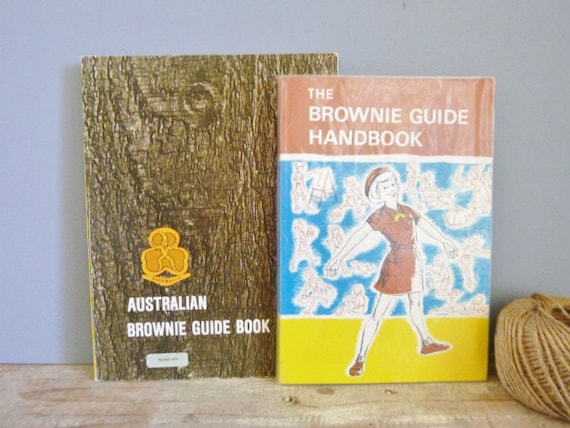 AUSTRALIAN
BROWNIE GUIDE BOOK
THE
BROWNIE GUIDE
HANDBOOK